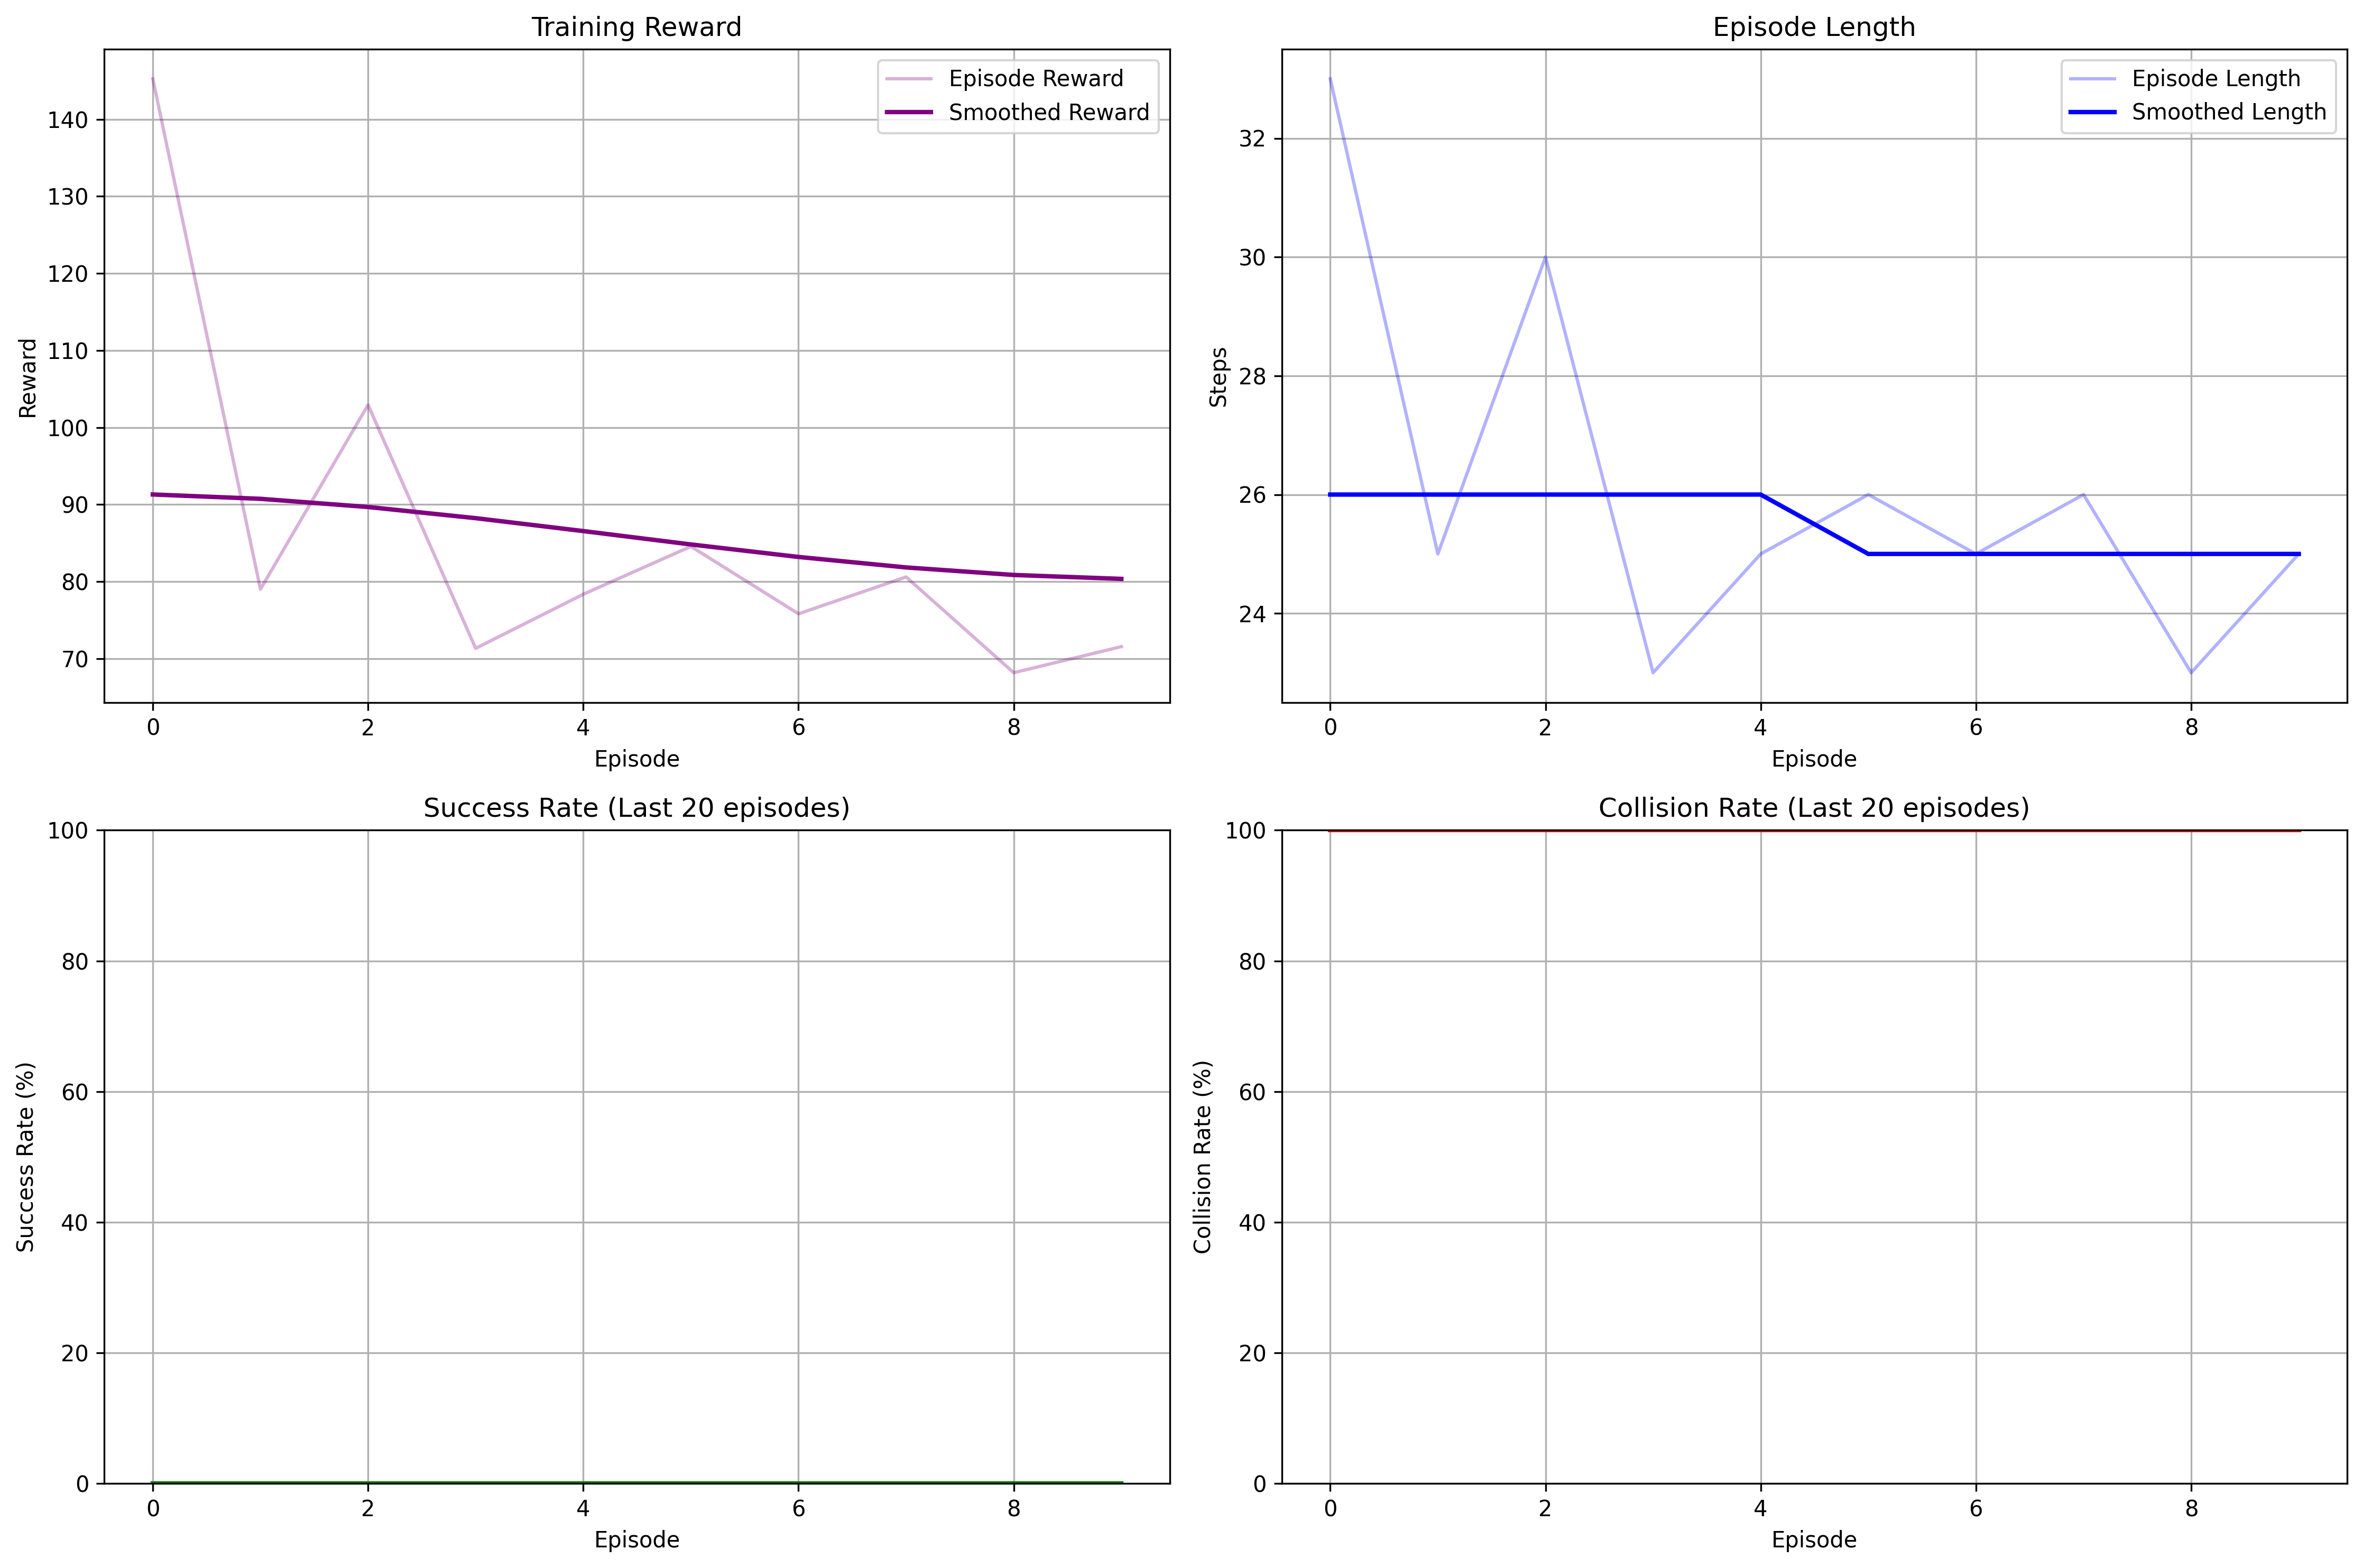 Training Reward
Episode Reward
Smoothed Reward
140
130
120
110
100
90
80
70
Reward
0 2 4 6 8
Episode
Episode Length
Episode Length
Smoothed Length
32
30
28
26
24
Steps
0 2 4 6 8
Episode
Success Rate (Last 20 episodes)
100
80
60
40
20
0
Success Rate (%)
0 2 4 6 8
Episode
Collision Rate (Last 20 episodes)
100
80
60
40
20
0
Collision Rate (%)
0 2 4 6 8
Episode